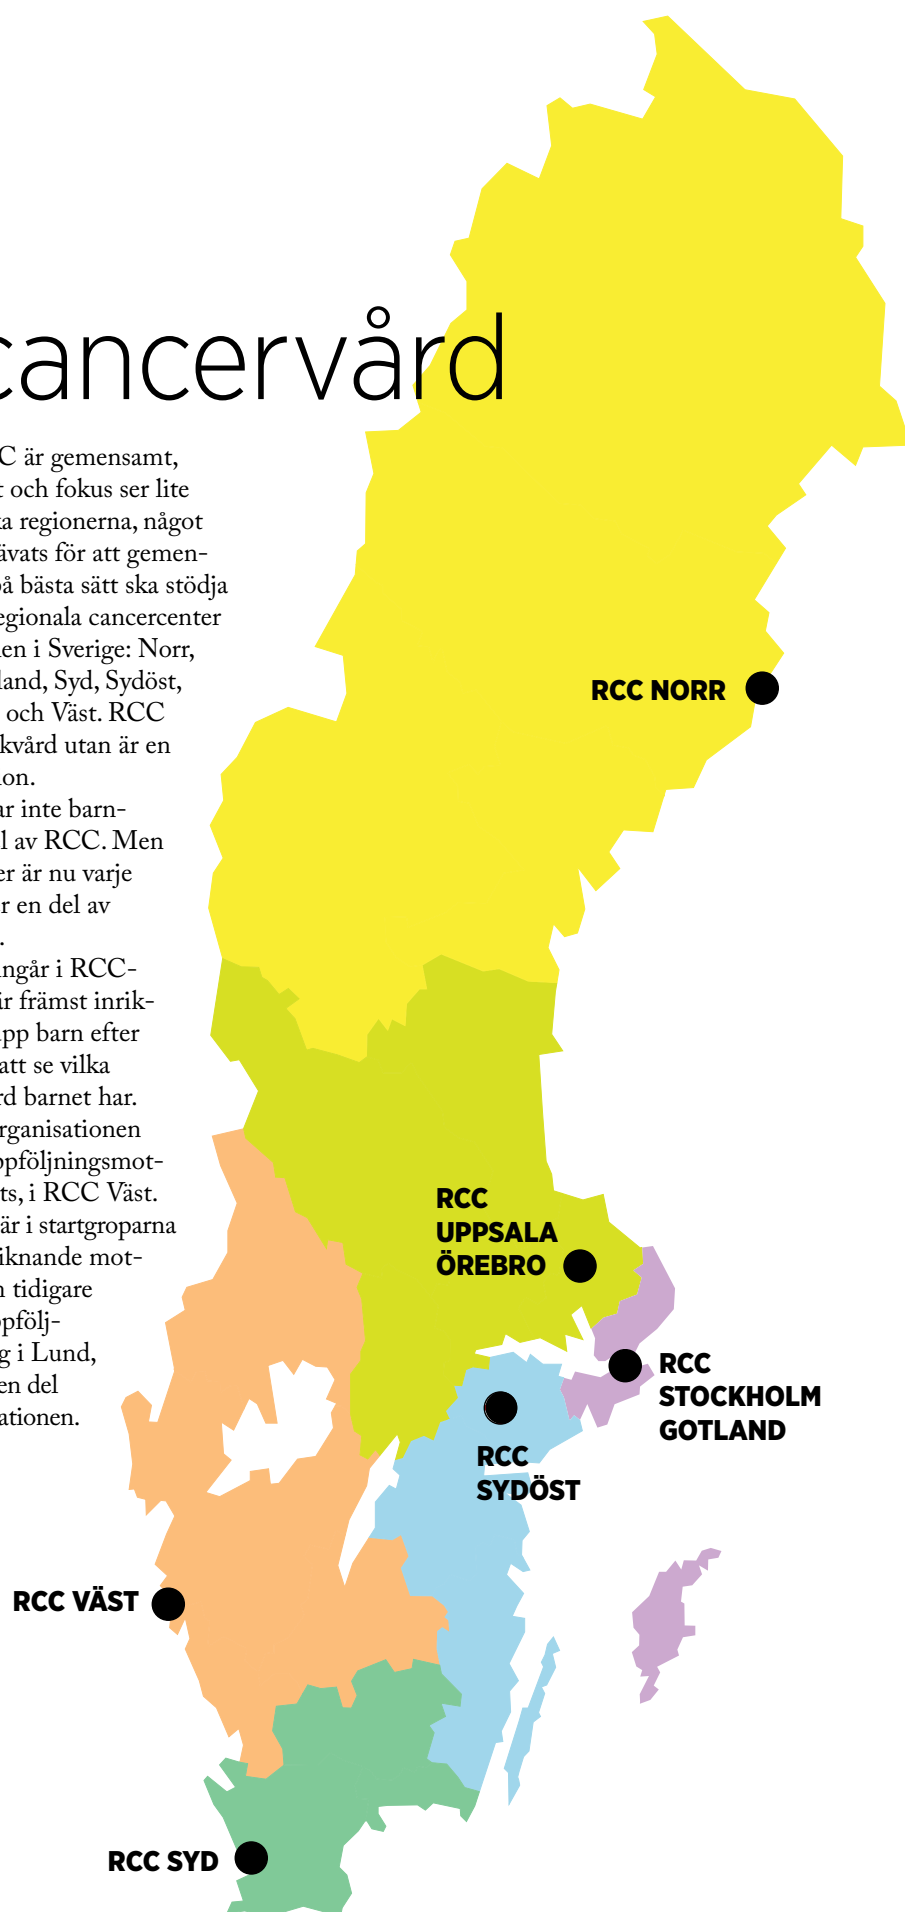 cancervård
C är gemensamt,
t och fokus ser lite
ka regionerna, något
ävats för att gemen-
på bästa sätt ska stödja
egionala cancercenter
en i Sverige: Norr,
land, Syd, Sydöst,
och Väst. RCC
kvård utan är en
ion.
ar inte barn-
l av RCC. Men
er är nu varje
r en del av
.
ingår i RCC-
är främst inrik-
upp barn efter
att se vilka
rd barnet har.
rganisationen
ppföljningsmot-
ts, i RCC Väst.
är i startgroparna
iknande mot-
n tidigare
ppfölj-
g i Lund,
en del
ationen.
RCC NORR
RCC
UPPSALA
ÖREBRO
RCC
STOCKHOLM
GOTLAND
RCC
SYDÖST
RCC VÄST
RCC SYD